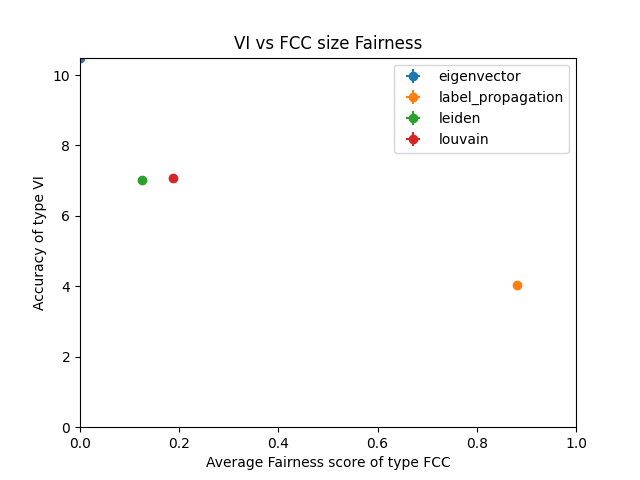 VI vs FCC size Fairness
eigenvector
label_propagation
leiden
louvain
10
8
6
4
2
0
Accuracy of type VI
0.0 0.2 0.4 0.6 0.8 1.0
Average Fairness score of type FCC